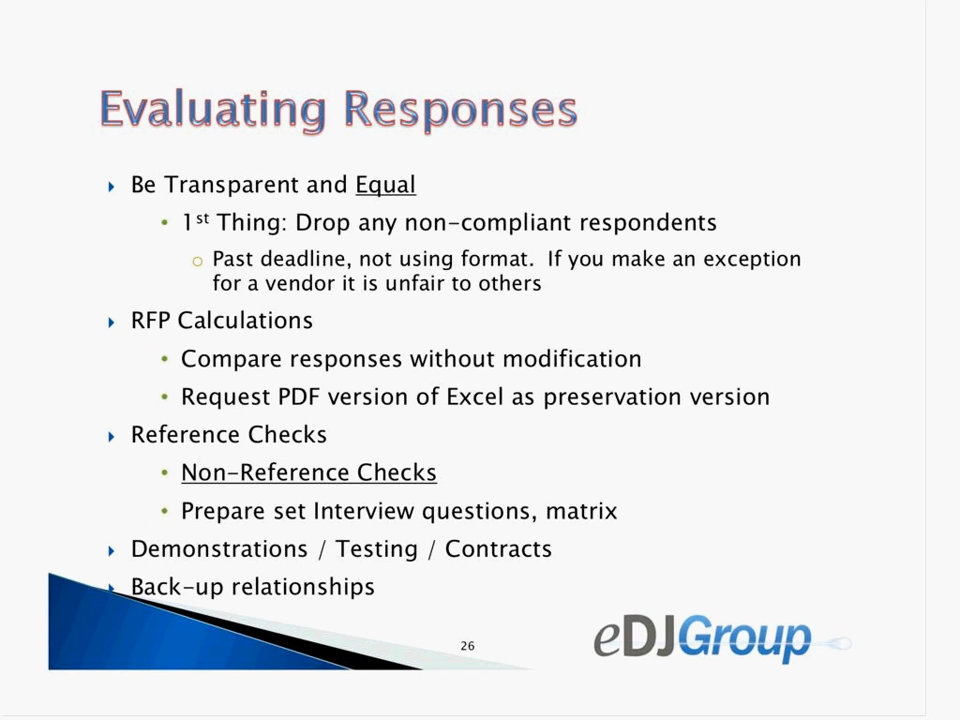 Evaluating Responses
Be Transparent and Equal
1st Thing: Drop any non-compliant respondents
Past deadline, not using format.  If you make an exception
for a vendor it is unfair to others
RFP Calculations
Compare responses without modification
Request PDF version of Excel as preservation version
Reference Checks
Non-Reference Checks
Prepare set Interview questions, matrix
Demonstrations / Testing / Contracts
Back-up relationships
26
eDJGroup